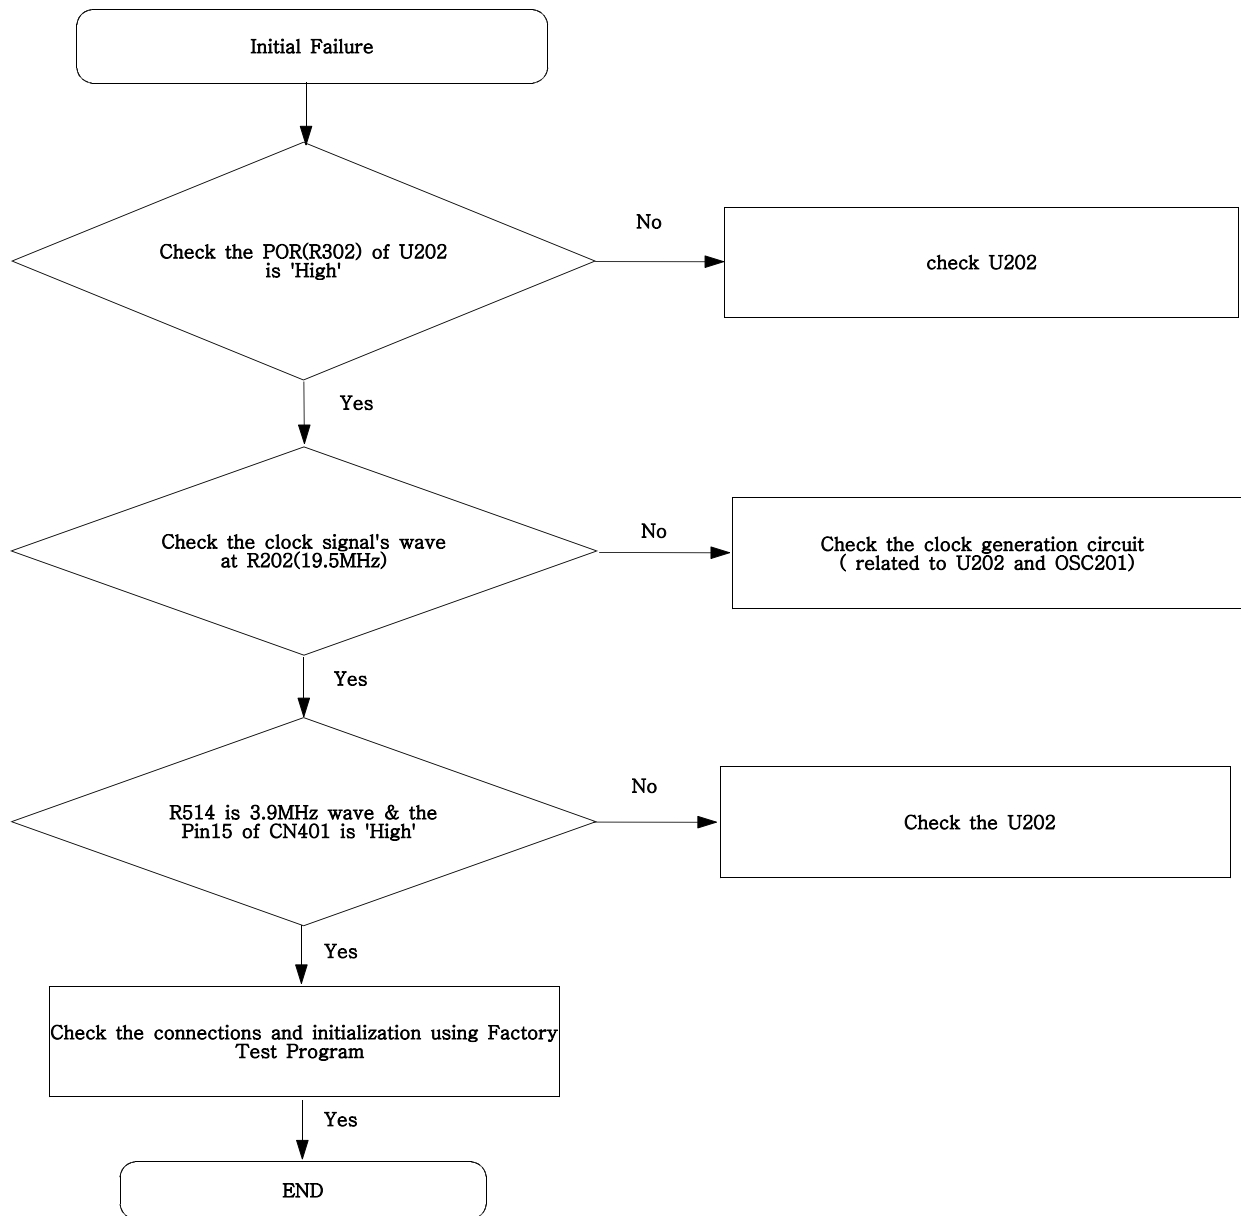 Initial Failure
Check the POR(R302) of U202
is 'High'
No
check U202
Yes
Check the clock signal's wave
at R202(19.5MHz)
No
Check the clock generation circuit
( related to U202 and OSC201)
Yes
R514 is 3.9MHz wave & the
Pin15 of CN401 is 'High'
No
Check the U202
Yes
Check the connections and initialization using Factory
Test Program
Yes
END